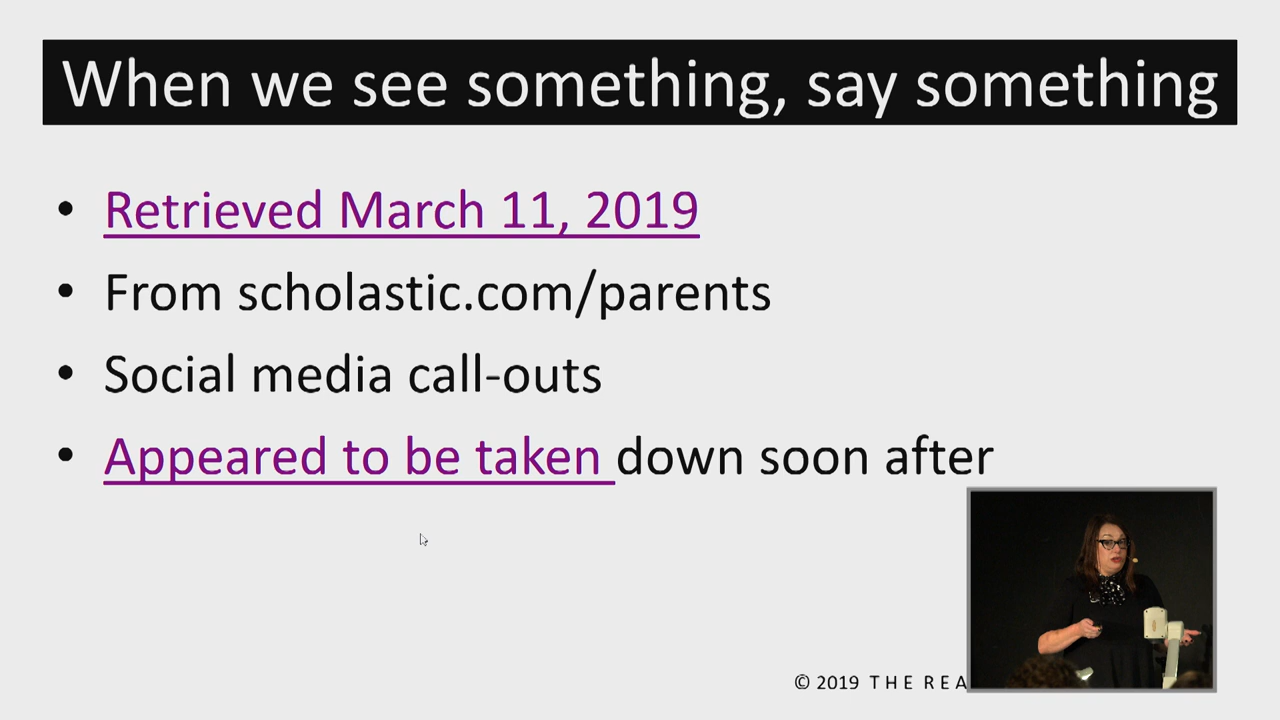 When we see something, say something
• Retrieved March 11, 2019
• From scholastic.com/parents
• Social media call-outs
• Appeared to be taken down soon after
© 2019 THE REA